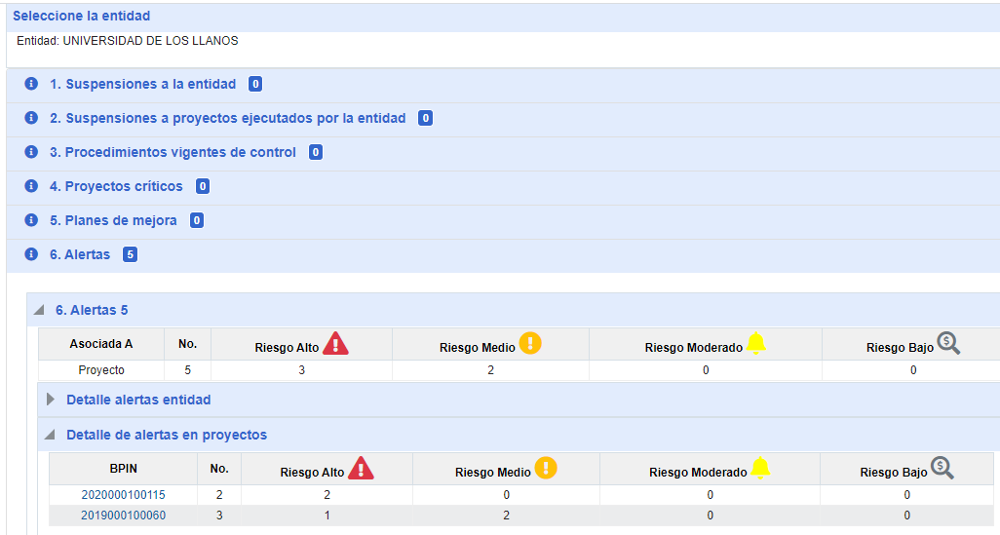 Seleccione la entidad
Entidad: UNIVERSIDAD DE LOS LLANOS
1. Suspensiones a la entidad 0
2. Suspensiones a proyectos ejecutados por la entidad 0
3. Procedimientos vigentes de control 0
4. Proyectos críticos 0
5. Planes de mejora 0
6. Alertas 5
6. Alertas 5
Asociada A No. Riesgo Alto Riesgo Medio Riesgo Moderado Riesgo Bajo
Proyecto 5 3 2 0 0
Detalle alertas entidad
Detalle de alertas en proyectos
BPIN No. Riesgo Alto Riesgo Medio Riesgo Moderado Riesgo Bajo
2020000100115 2 2 0 0 0
2019000100060 3 1 2 0 0